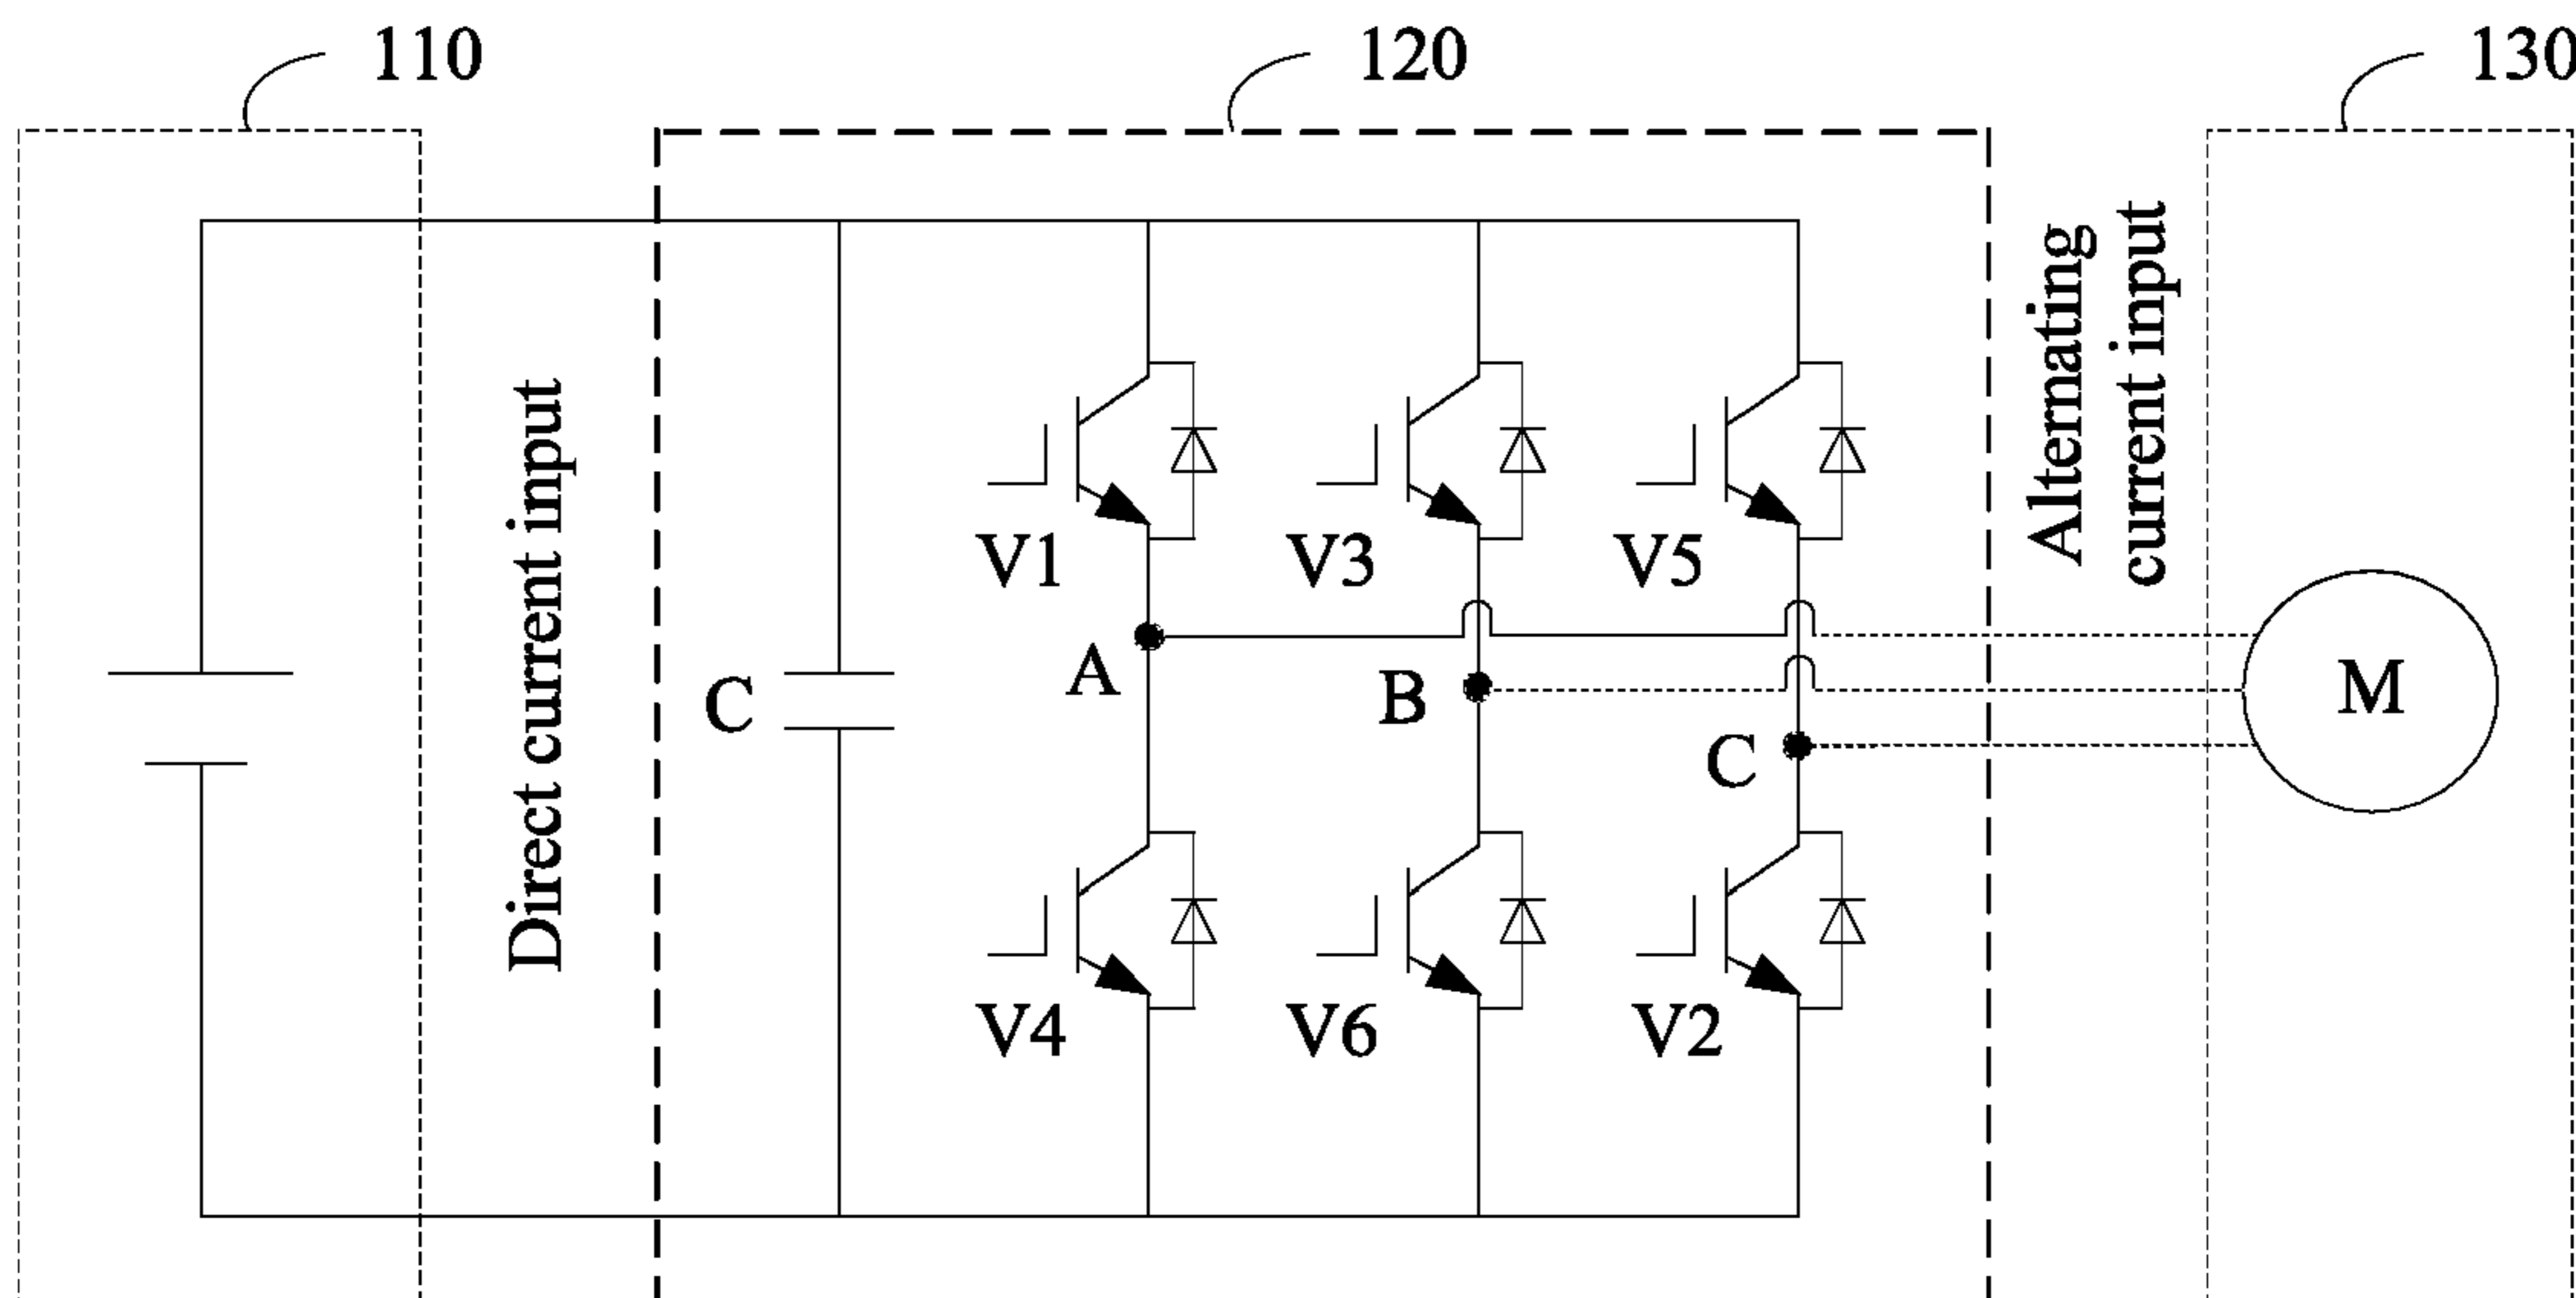 110
120
130
Direct current input
Alternating
current input
V1
V3
V5
A
B
C
C
M
V4
V6
V2